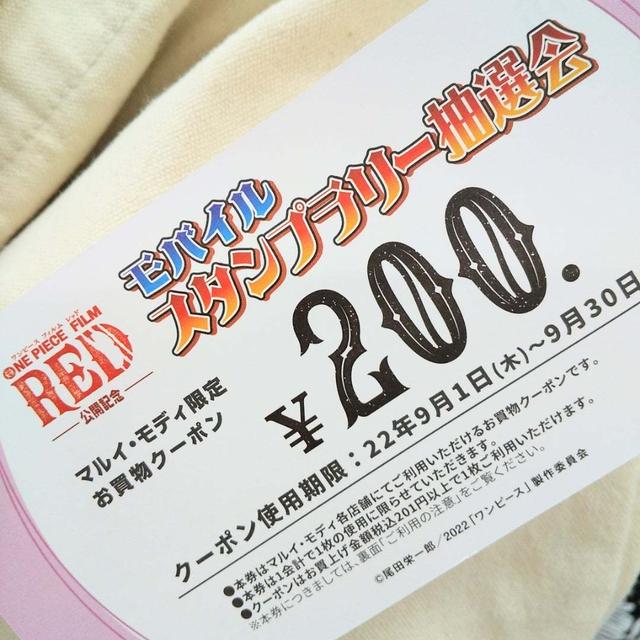 モバイル
スタンプラリー抽選会
ワンピース フィルム レッド
ONE PIECE FILM
RED
公開記念
マルイ・モディ限定
お買物クーポン
¥200.
クーポン使用期限:22年9月1日(木)〜9月30日
●本券はマルイ・モディ各店舗にてご利用いただけるお買物クーポンです。
●本券は1会計で1枚の使用に限らせていただきます。
●クーポンはお買上げ金額税込201円以上で1枚ご利用いただけます。
※本券につきましては、裏面「ご利用の注意」をご覧ください。
©尾田栄一郎/2022「ワンピース」製作委員会